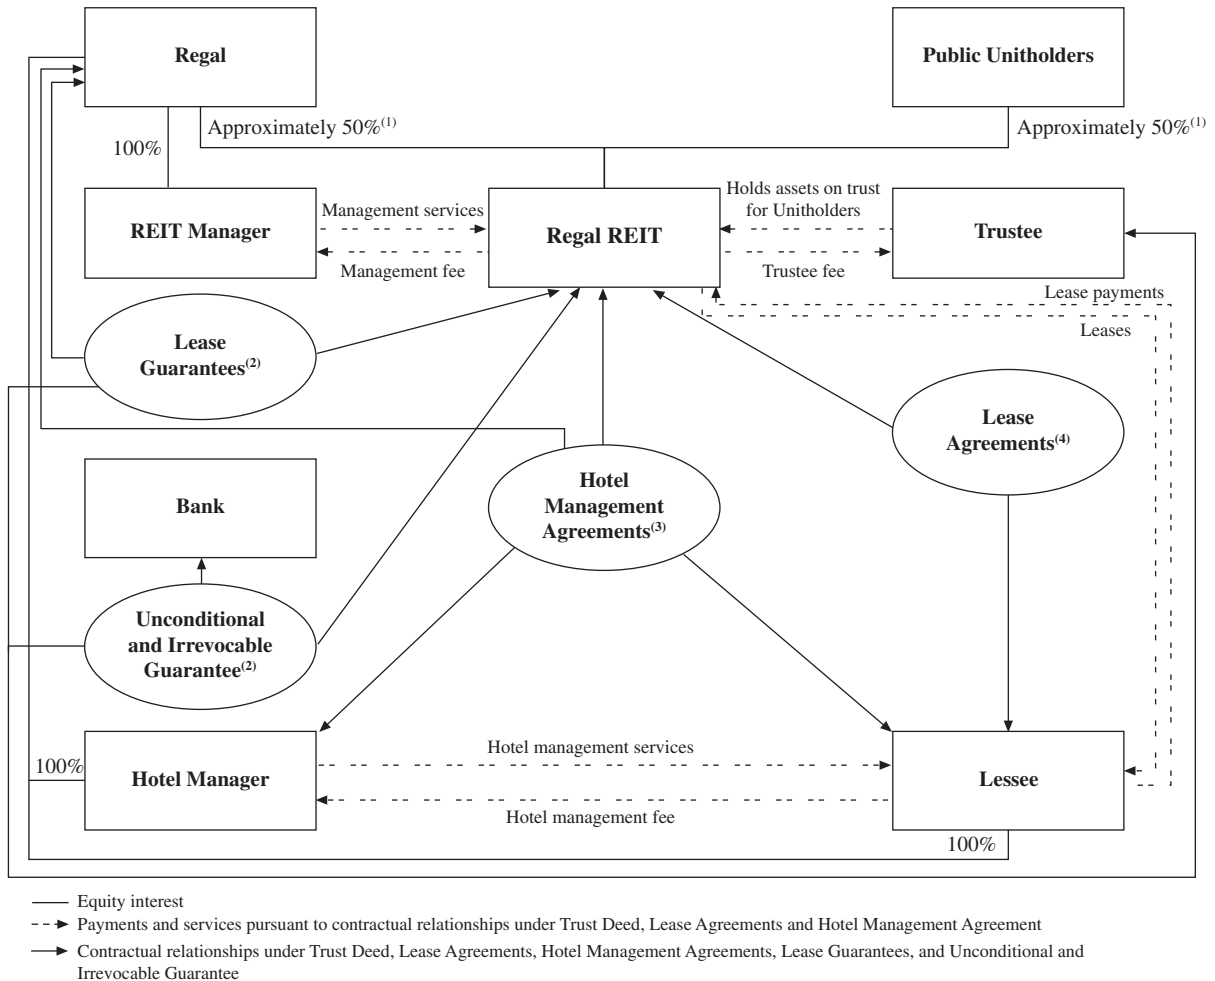 Regal
Public Unitholders
Approximately 50%(1)
Approximately 50%(1)
100%
REIT Manager
Management services
Management fee
Regal REIT
Holds assets on trust
for Unitholders
Trustee fee
Trustee
Lease payments
Leases
Lease
Guarantees(2)
Lease
Agreements(4)
Bank
Hotel
Management
Agreements(3)
Unconditional
and Irrevocable
Guarantee(2)
100%
Hotel Manager
Hotel management services
Hotel management fee
Lessee
100%
Equity interest
Payments and services pursuant to contractual relationships under Trust Deed, Lease Agreements and Hotel Management Agreement
Contractual relationships under Trust Deed, Lease Agreements, Hotel Management Agreements, Lease Guarantees, and Unconditional and
Irrevocable Guarantee